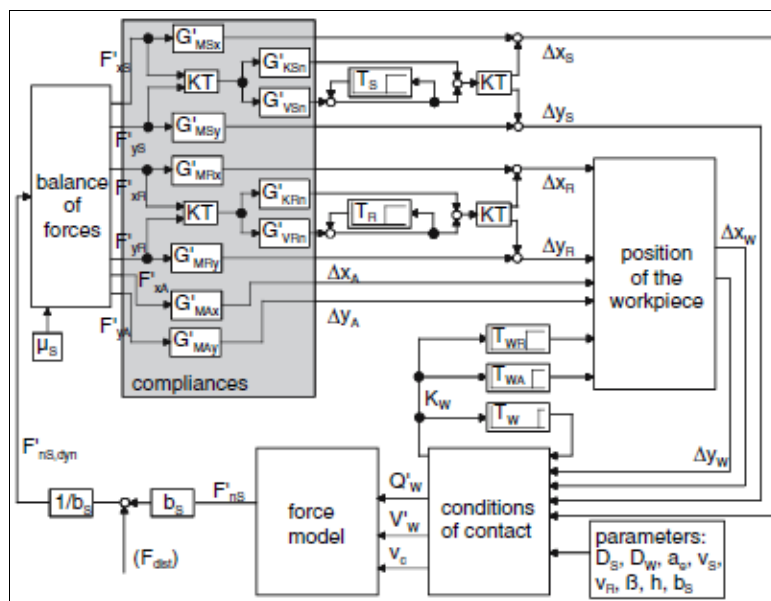 F'xS
G'MSx
KT
G'KSn
G'VSn
TS
KT
ΔxS
F'yS
G'MSy
ΔyS
balance
of
forces
F'xR
G'MRx
KT
G'KRn
G'VRn
TR
KT
ΔxR
F'yR
G'MRy
ΔyR
F'xA
G'MAx
ΔxA
F'yA
G'MAy
ΔyA
compliances
μS
position
of the
workpiece
ΔxW
ΔyW
TWR
TWA
TW
KW
F'nS,dyn
1/bS
bS
(Fdist)
F'nS
force
model
Q'W
V'W
vc
conditions
of contact
parameters:
DS, DW, ae, vS,
vR, ß, h, bS